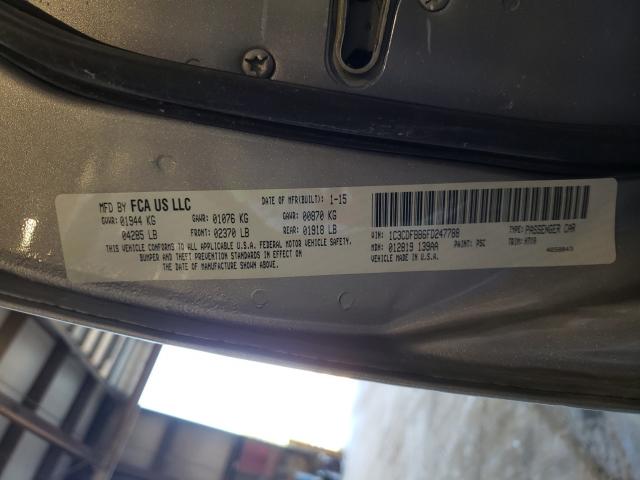 MFD BY FCA US LLC DATE OF MFR(BUILT): 1-15
GVWR: 01944 KG GAWR: 01076 KG GAWR: 00870 KG
04285 LB FRONT: 02370 LB REAR: 01918 LB
THIS VEHICLE CONFORMS TO ALL APPLICABLE U.S.A. FEDERAL MOTOR VEHICLE SAFETY,
BUMPER AND THEFT PREVENTION STANDARDS IN EFFECT ON
THE DATE OF MANUFACTURE SHOWN ABOVE.
VIN: 1C3CDFBB6FD247788 TYPE: PASSENGER CAR
MDH: 012819 139AA PAINT: PSC TRIM:
VEHICLE MADE IN U.S.A.